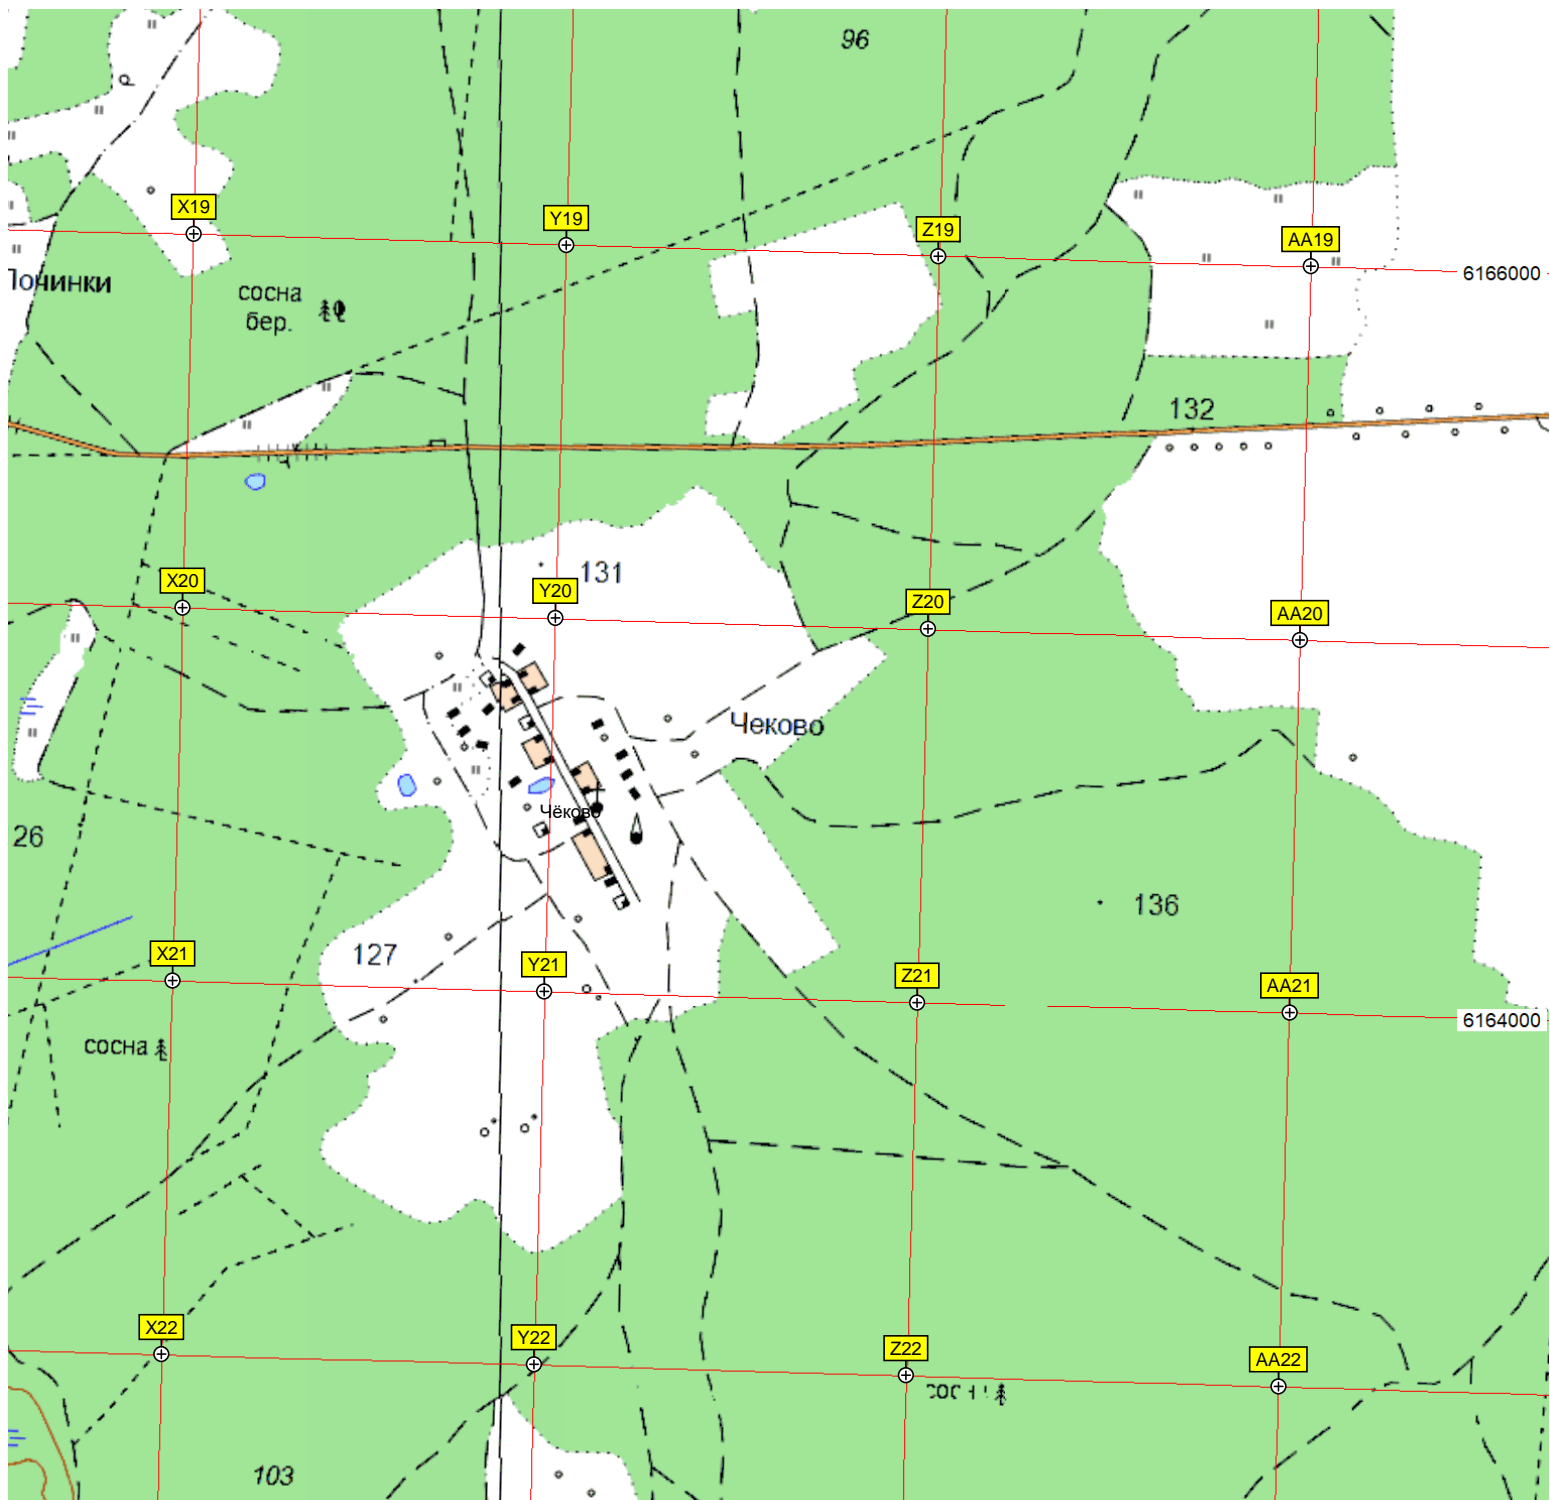 96
р
X19
Y19
Z19
AA19
6166000
Починки
сосна
бер.
132
131
X20
Y20
Z20
AA20
Чеково
Чёково
26
136
127
X21
Y21
Z21
AA21
6164000
сосна
X22
Y22
Z22
AA22
103